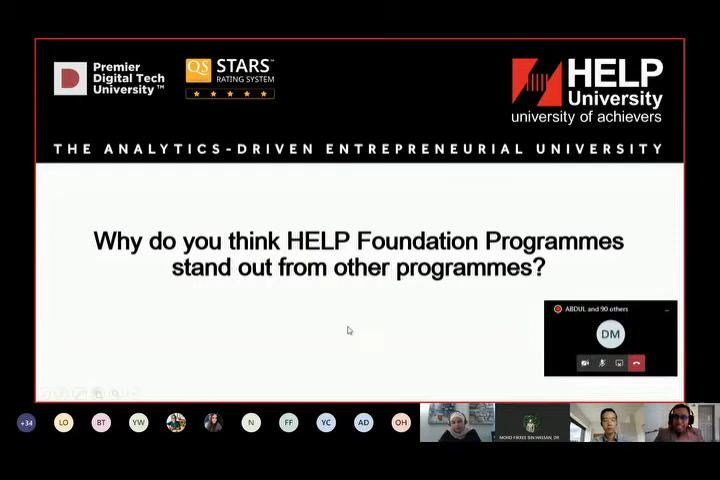 Premier
Digital Tech
University™
QS STARS™
RATING SYSTEM
HELP
University
university of achievers
THE ANALYTICS-DRIVEN ENTREPRENEURIAL UNIVERSITY
Why do you think HELP Foundation Programmes
stand out from other programmes?
ABDUL and 90 others
DM
+34
LO
BT
YW
N
FF
YC
AD
OH